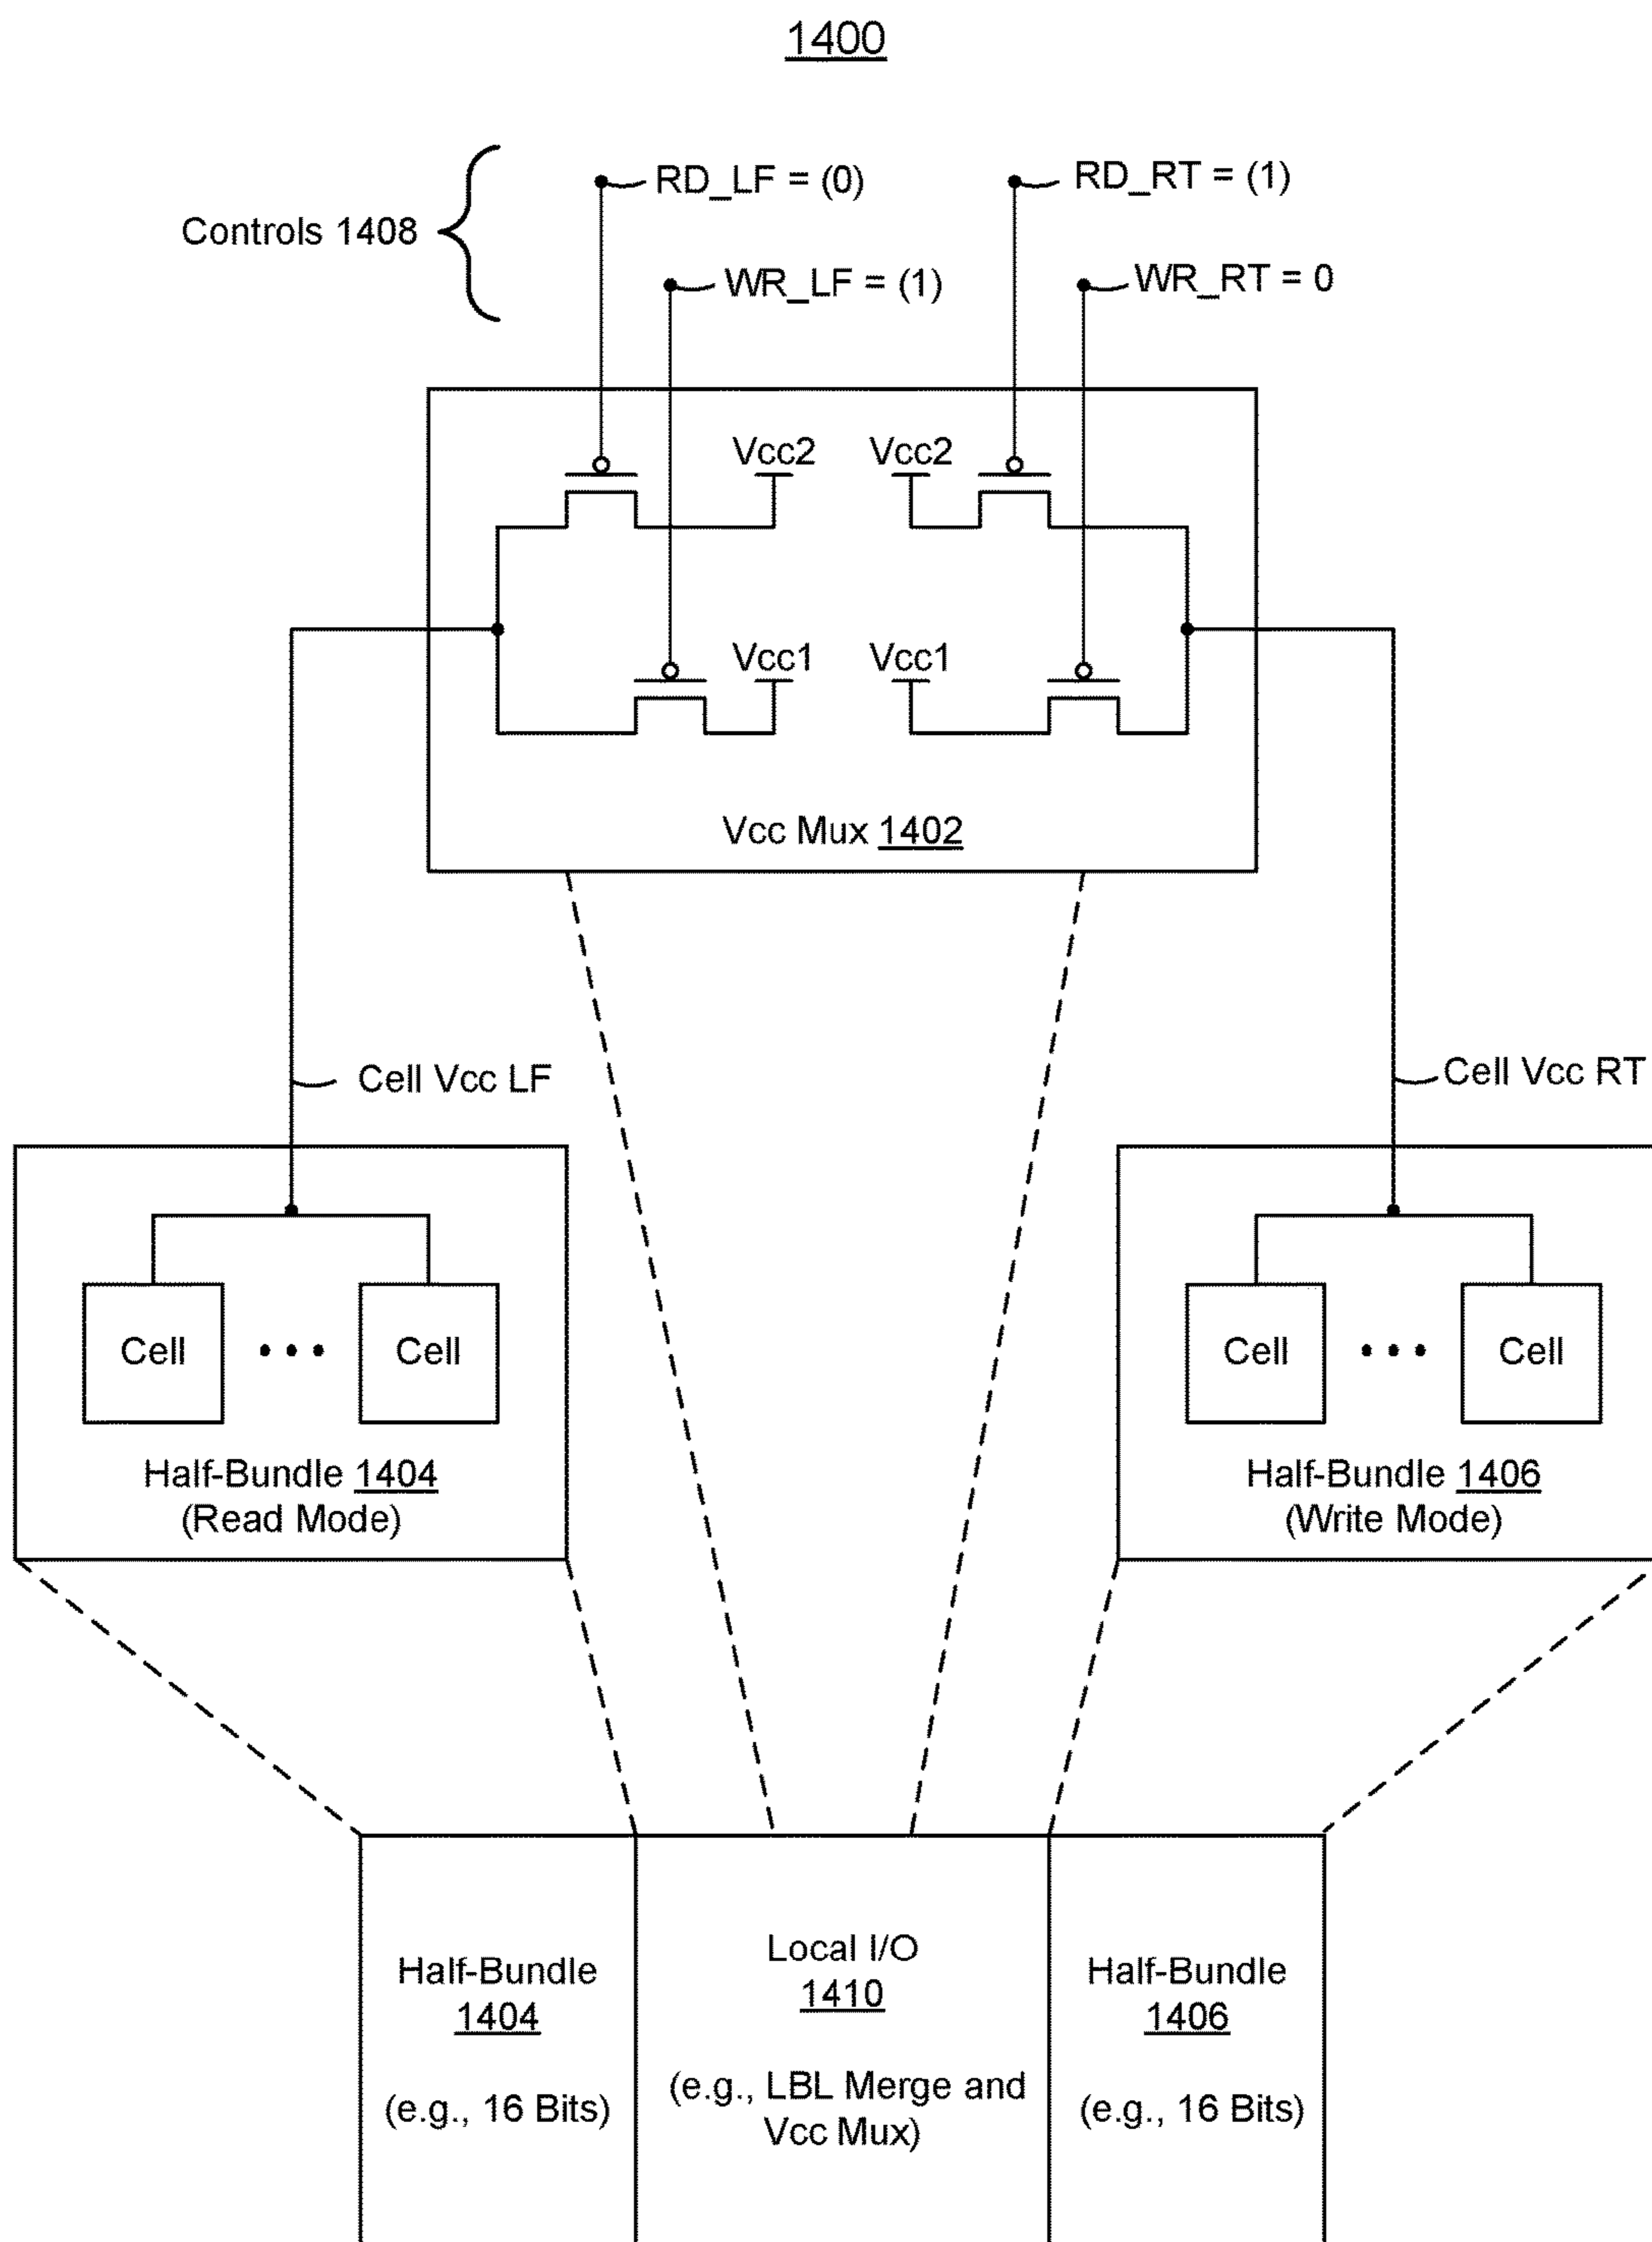 1400
RD_LF = (0)
RD_RT = (1)
Controls 1408
WR_LF = (1)
WR_RT = 0
Vcc2
Vcc2
Vcc1
Vcc1
Vcc Mux 1402
Cell Vcc LF
Cell Vcc RT
Cell
Cell
Cell
Cell
Half-Bundle 1404
(Read Mode)
Half-Bundle 1406
(Write Mode)
Half-Bundle
1404
(e.g., 16 Bits)
Local I/O
1410
(e.g., LBL Merge and
Vcc Mux)
Half-Bundle
1406
(e.g., 16 Bits)